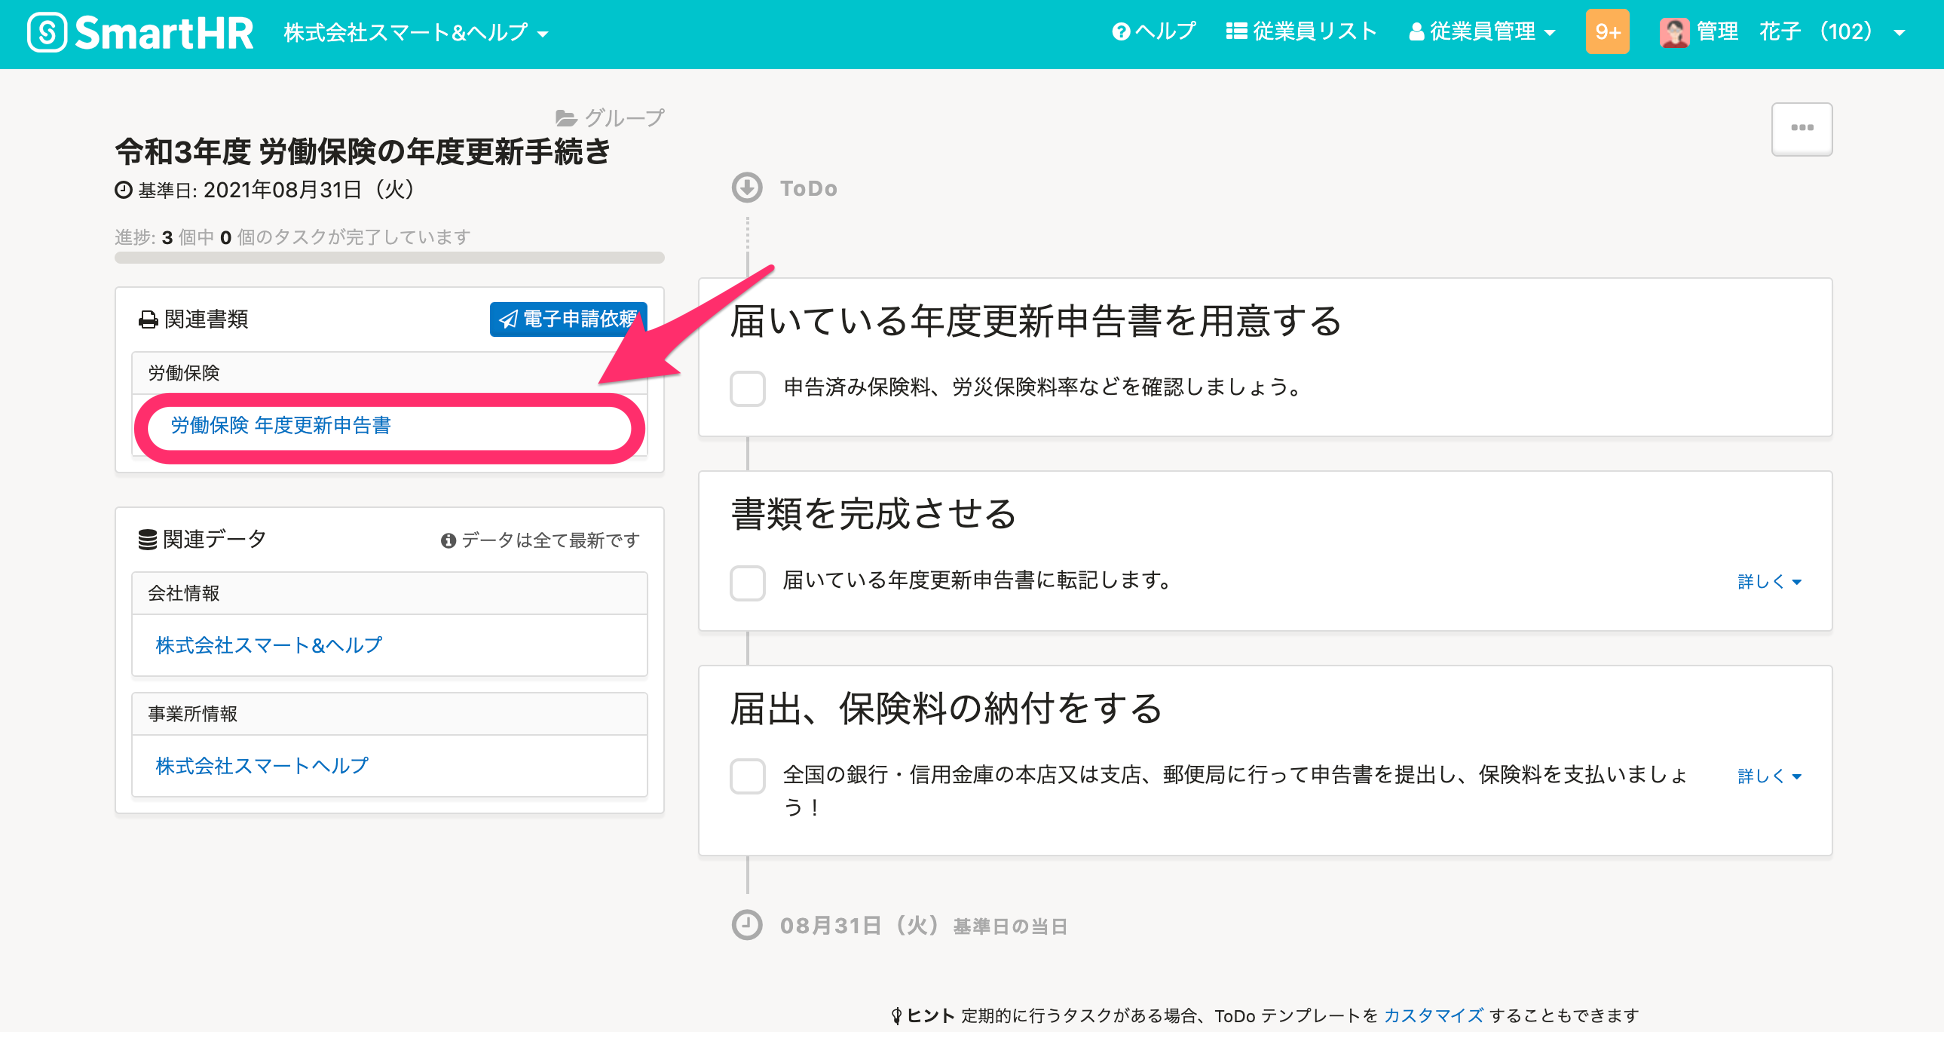 SmartHR 株式会社スマート&ヘルプ ヘルプ 従業員リスト 従業員管理 9+ 管理 花子 （102）
グループ
令和3年度 労働保険の年度更新手続き
基準日: 2021年08月31日（火）
進捗: 3 個中 0 個のタスクが完了しています
関連書類 電子申請依頼
労働保険
労働保険 年度更新申告書
関連データ データは全て最新です
会社情報
株式会社スマート&ヘルプ
事業所情報
株式会社スマートヘルプ
ToDo
届いている年度更新申告書を用意する
申告済み保険料、労災保険料率などを確認しましょう。
書類を完成させる
届いている年度更新申告書に転記します。 詳しく
届出、保険料の納付をする
全国の銀行・信用金庫の本店又は支店、郵便局に行って申告書を提出し、保険料を支払いましょ 詳しく
う！
08月31日（火） 基準日の当日
ヒント 定期的に行うタスクがある場合、ToDo テンプレートを カスタマイズ することもできます